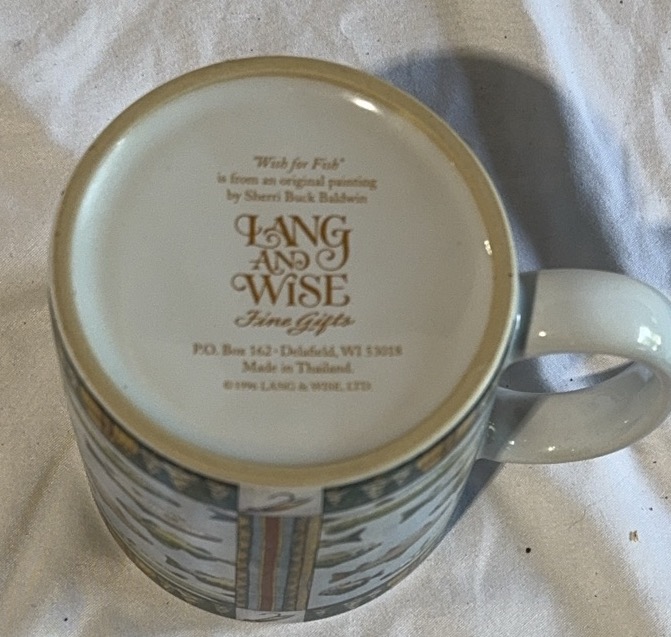 "Wish for Fish"
is from an original painting
by Sherri Buck Baldwin
LANG
AND
WISE
Fine Gifts
P.O. Box 162 · Delafield, WI 53018
Made in Thailand.
©1996 LANG & WISE, LTD.